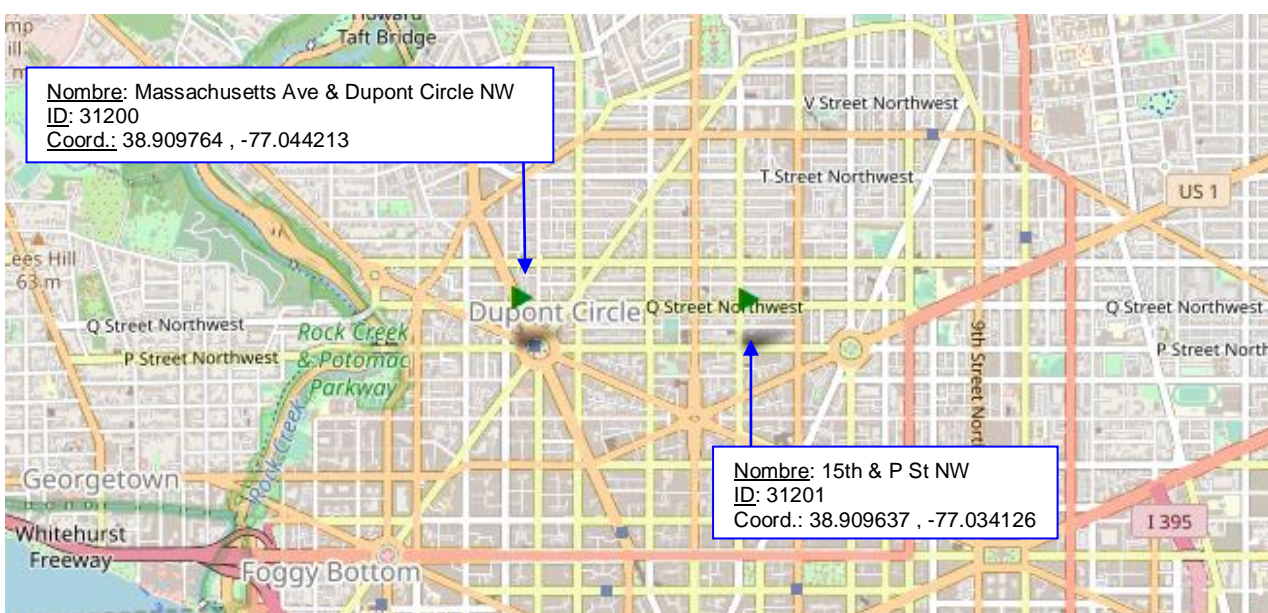 Howard
Taft Bridge
Nombre: Massachusetts Ave & Dupont Circle NW
ID: 31200
Coord.: 38.909764 , -77.044213
V Street Northwest
T Street Northwest
US 1
63 m
Dupont Circle
Q Street Northwest
Q Street Northwest
Q Street Northwest
P Street Northwest
Rock Creek
& Potomac
Parkway
9th Street Nort
P Street North
Rock Creek
Georgetown
Nombre: 15th & P St NW
ID: 31201
Coord.: 38.909637 , -77.034126
I 395
Whitehurst
Freeway
Foggy Bottom